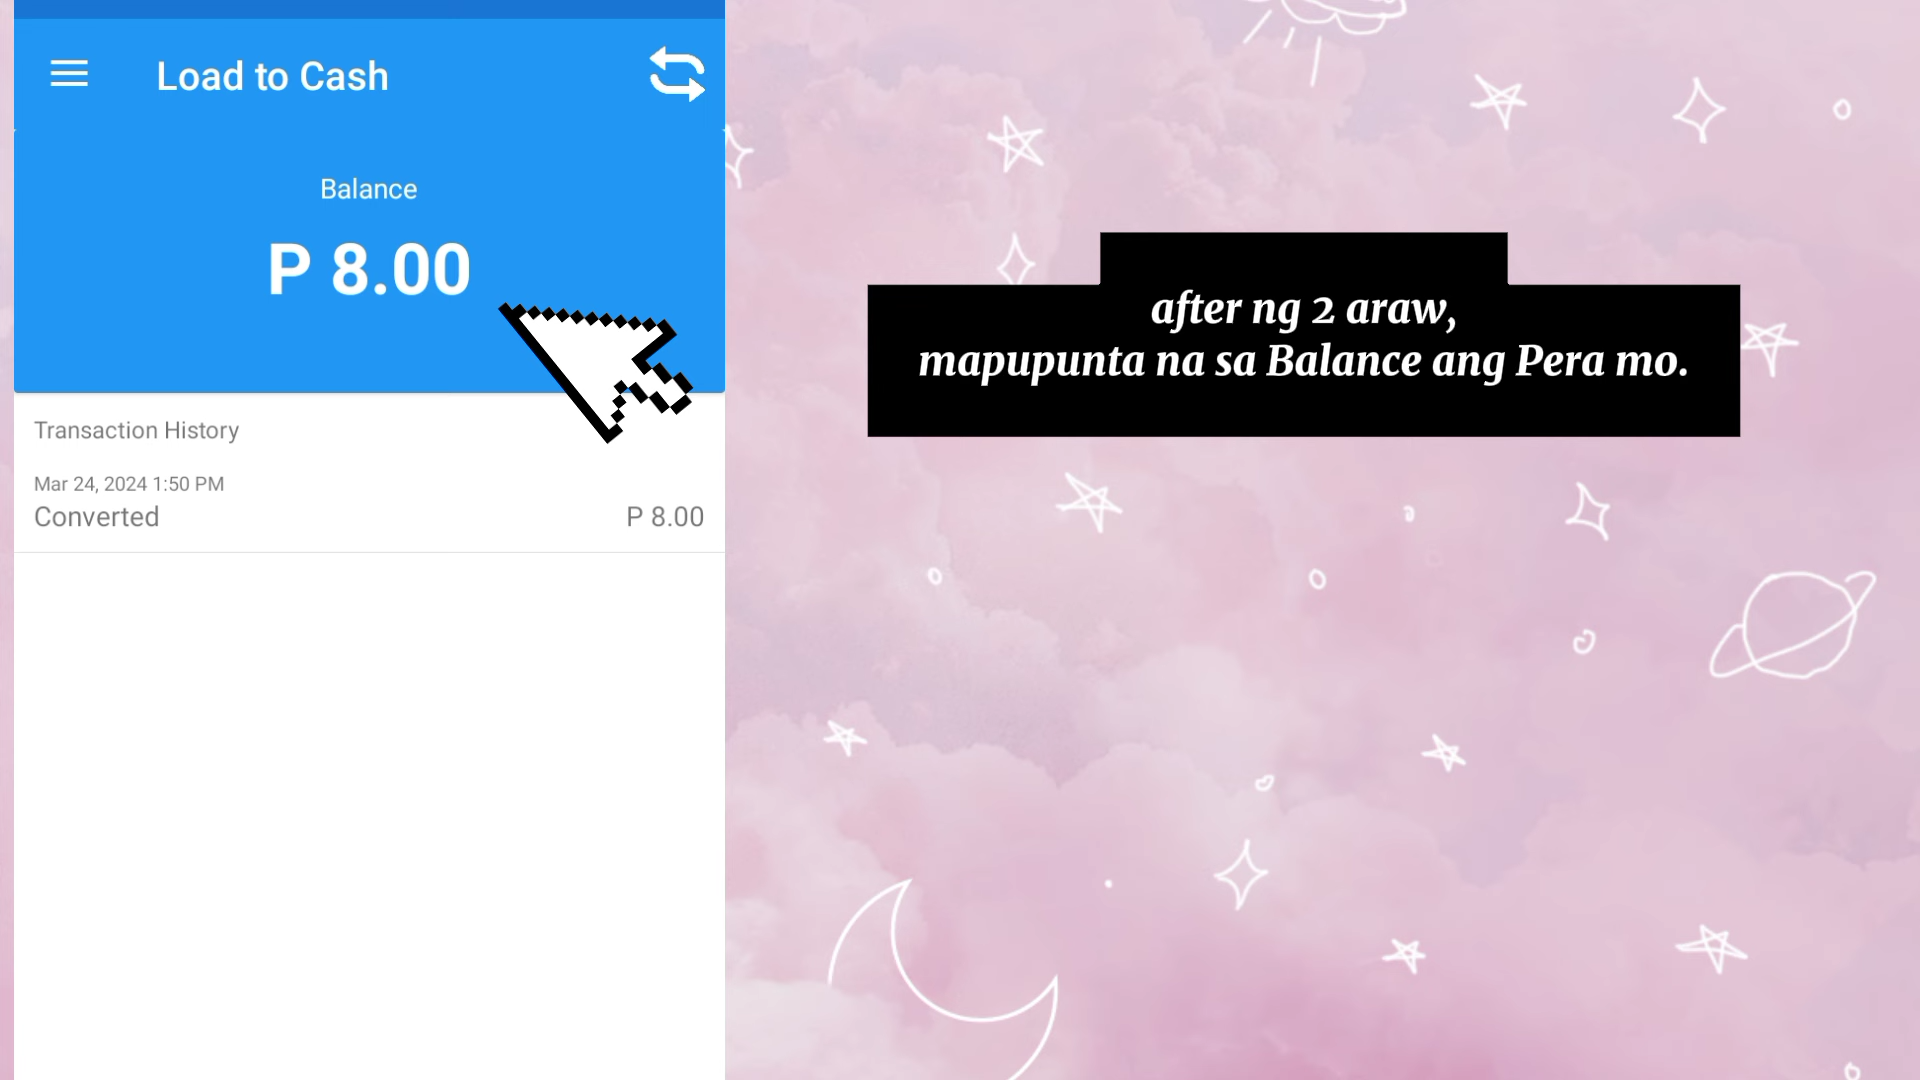 Load to Cash
Balance
P 8.00
Transaction History
Mar 24, 2024 1:50 PM
Converted P 8.00
after ng 2 araw,
mapupunta na sa Balance ang Pera mo.